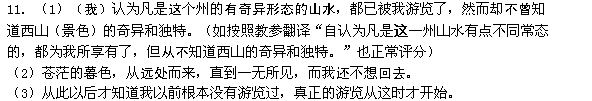 11.（1）（我）认为凡是这个州的有奇异形态的山水，都已被我游览了，然而却不曾知
道西山（景色）的奇异和独特。（如按照教参翻译“自认为凡是这一州山水有点不同常态
的，都为我所享有了，但从不知道西山的奇异和独特。”也正常评分）
（2）苍茫的暮色，从远处而来，直到一无所见，而我还不想回去。
（3）从此以后才知道我以前根本没有游览过，真正的游览从这时才开始。